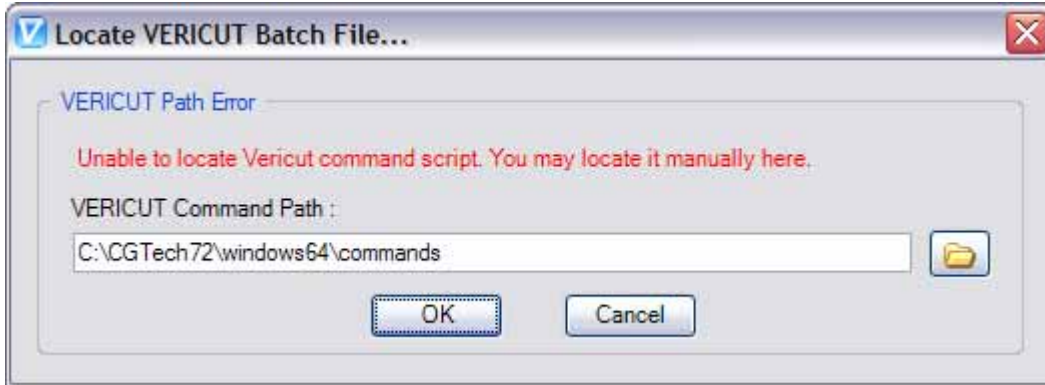 Locate VERICUT Batch File...
VERICUT Path Error
Unable to locate Vericut command script. You may locate it manually here.
VERICUT Command Path :
C:\CGTech72\windows64\commands
OK Cancel